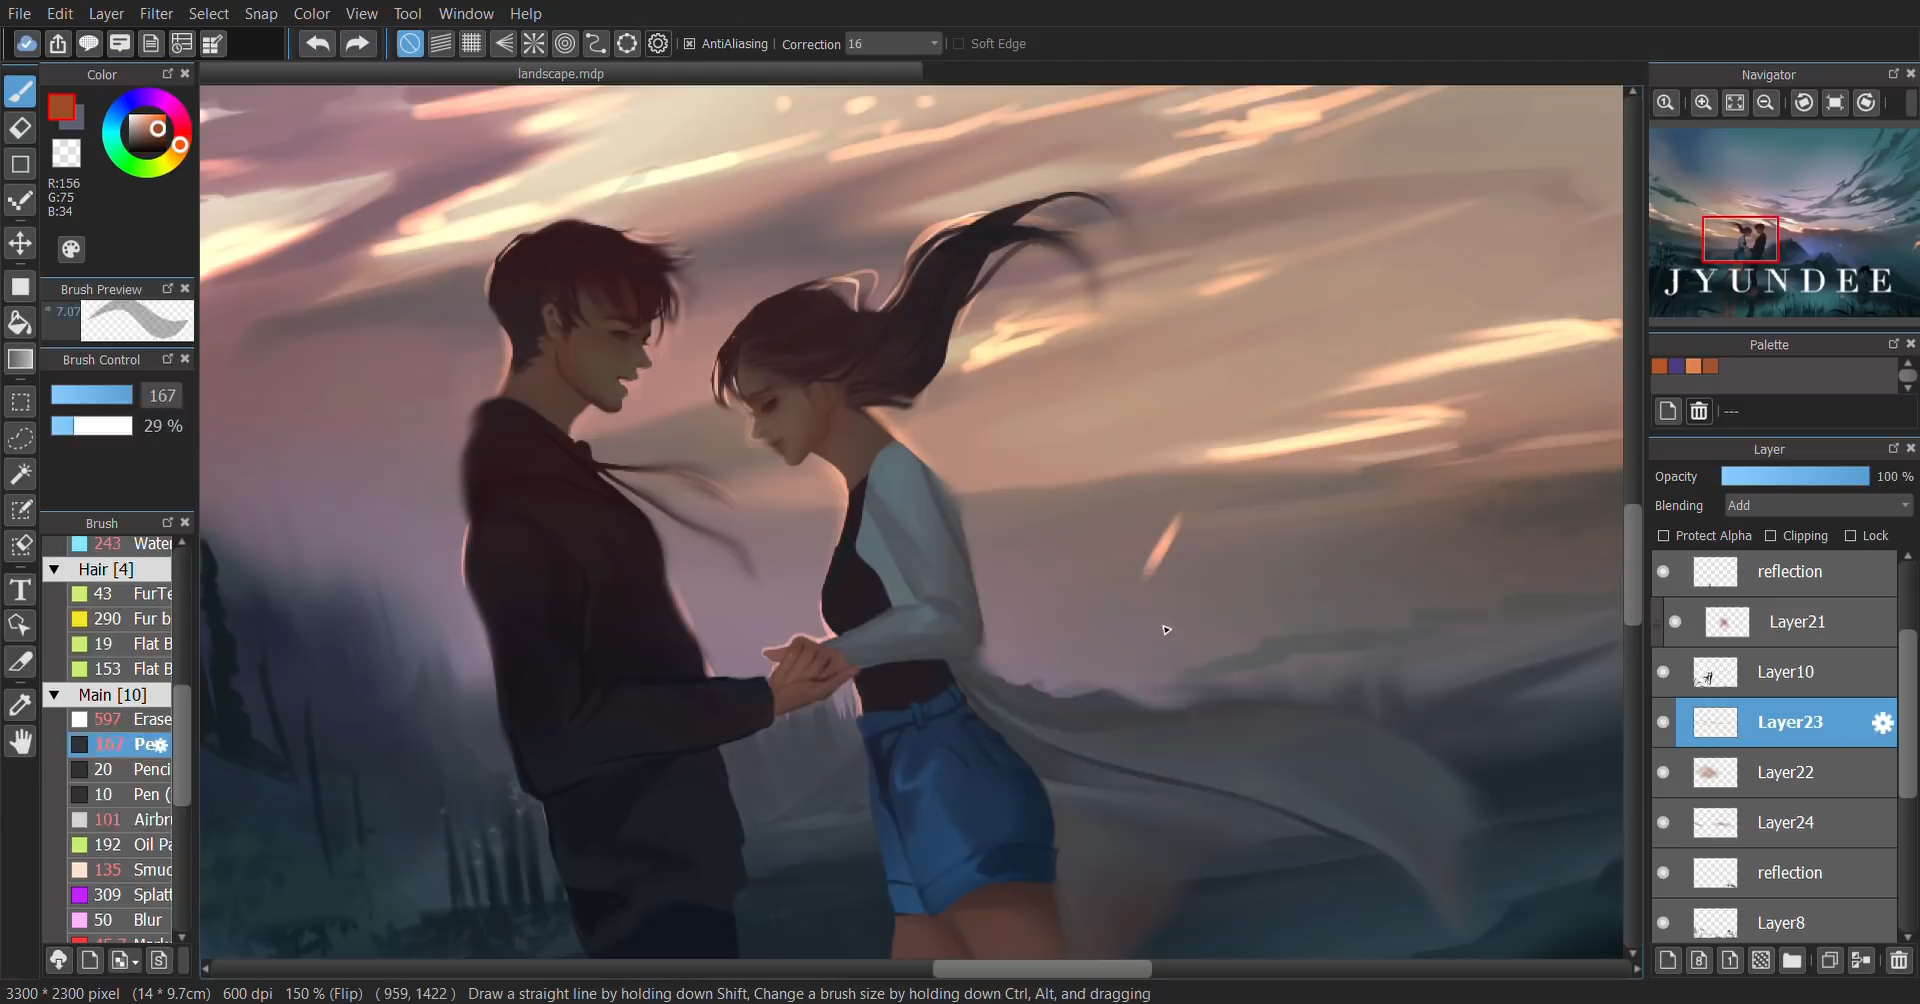 File Edit Layer Filter Select Snap Color View Tool Window Help
AntiAliasing Correction 16 Soft Edge
Color
landscape.mdp
Navigator
R:156
G:75
B:34
JYUNDEE
Brush Preview
* 7.07
Brush Control
167
29 %
Palette
---
Layer
Opacity 100 %
Blending Add
Protect Alpha Clipping Lock
Brush
243 Water
Hair [4]
43 FurTe
290 Fur b
19 Flat B
153 Flat B
Main [10]
597 Erase
167 Pe
20 Penci
10 Pen (
101 Airbru
192 Oil Pa
135 Smud
309 Splatt
50 Blur
reflection
Layer21
Layer10
Layer23
Layer22
Layer24
reflection
Layer8
3300 * 2300 pixel (14 * 9.7cm) 600 dpi 150 % (Flip) ( 959, 1422 ) Draw a straight line by holding down Shift, Change a brush size by holding down Ctrl, Alt, and dragging